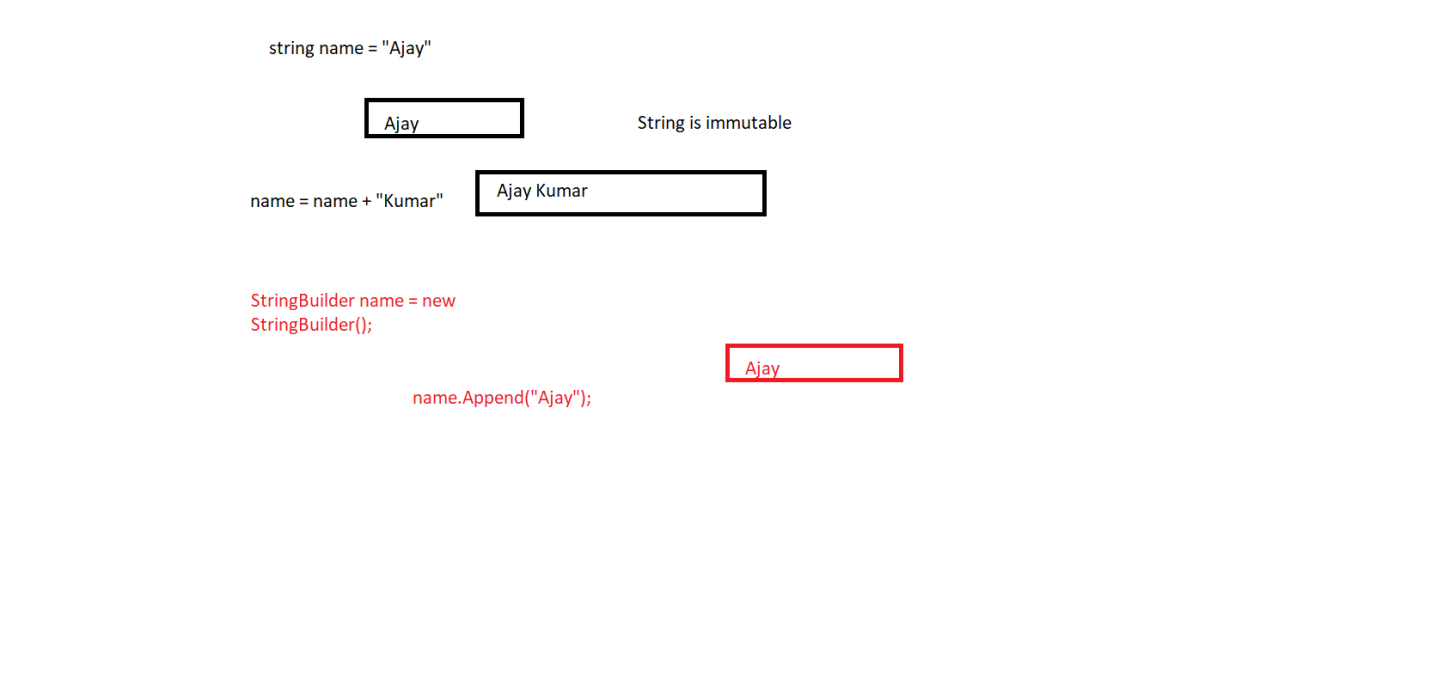 string name = "Ajay"
Ajay
String is immutable
name = name + "Kumar"
Ajay Kumar
StringBuilder name = new
StringBuilder();
Ajay
name.Append("Ajay");